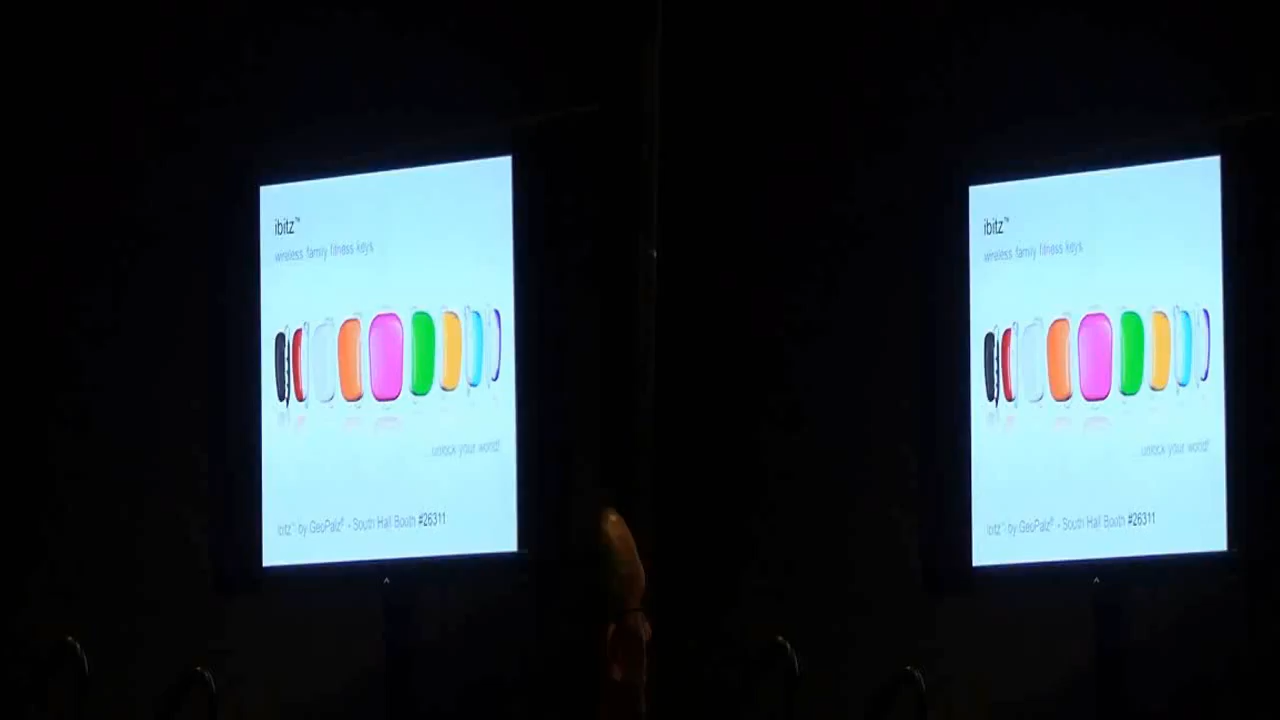 ibitz™
wireless family fitness keys
...unlock your world!
ibitz™ by GeoPalz® - South Hall Booth #26311
ibitz™
wireless family fitness keys
...unlock your world!
ibitz™ by GeoPalz® - South Hall Booth #26311